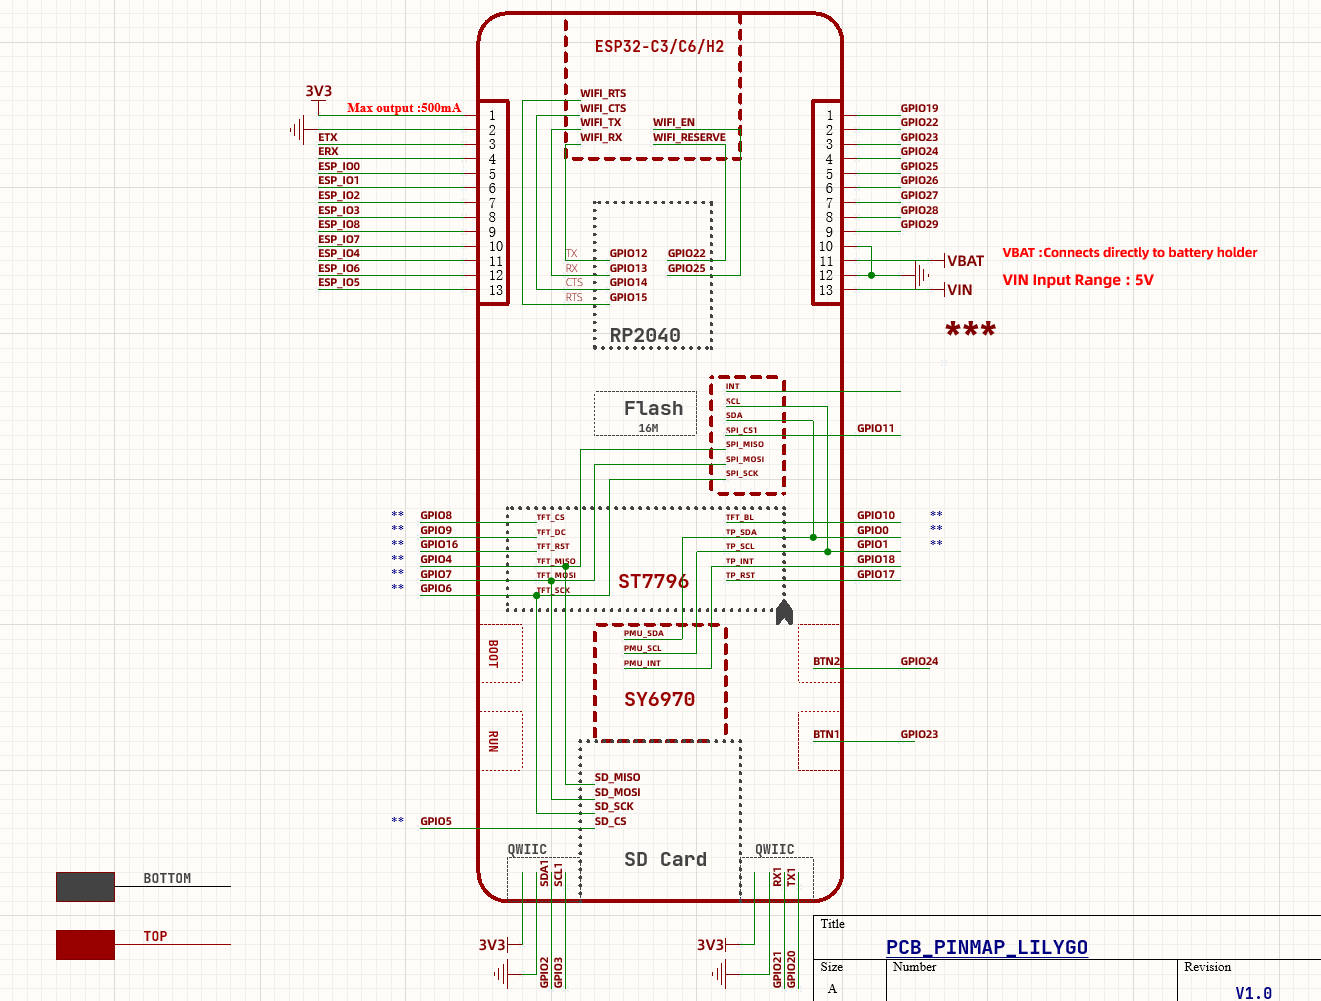 ESP32-C3/C6/H2
WIFI_RTS
WIFI_CTS
WIFI_TX
WIFI_RX
WIFI_EN
WIFI_RESERVE
3V3
Max output :500mA
1
2
ETX 3
ERX 4
ESP_IO0 5
ESP_IO1 6
ESP_IO2 7
ESP_IO3 8
ESP_IO8 9
ESP_IO7 10
ESP_IO4 11
ESP_IO6 12
ESP_IO5 13
1 GPIO19
2 GPIO22
3 GPIO23
4 GPIO24
5 GPIO25
6 GPIO26
7 GPIO27
8 GPIO28
9 GPIO29
10
11 VBAT
12
13 VIN
VBAT :Connects directly to battery holder
VIN Input Range : 5V
***
TX GPIO12 GPIO22
RX GPIO13 GPIO25
CTS GPIO14
RTS GPIO15
RP2040
Flash
16M
INT
SCL
SDA
SPI_CS1 GPIO11
SPI_MISO
SPI_MOSI
SPI_SCK
** GPIO8 TFT_CS TFT_BL GPIO10 **
** GPIO9 TFT_DC TP_SDA GPIO0 **
** GPIO16 TFT_RST TP_SCL GPIO1 **
** GPIO4 TFT_MISO TP_INT GPIO18
** GPIO7 TFT_MOSI TP_RST GPIO17
** GPIO6 TFT_SCK
ST7796
PMU_SDA
PMU_SCL
PMU_INT
SY6970
BOOT
RUN
BTN2 GPIO24
BTN1 GPIO23
SD_MISO
SD_MOSI
SD_SCK
** GPIO5 SD_CS
SD Card
QWIIC
SDA1
SCL1
3V3
GPIO2
GPIO3
QWIIC
RX1
TX1
3V3
GPIO21
GPIO20
BOTTOM
TOP
Title
PCB_PINMAP_LILYGO
Size
A
Number
Revision
V1.0